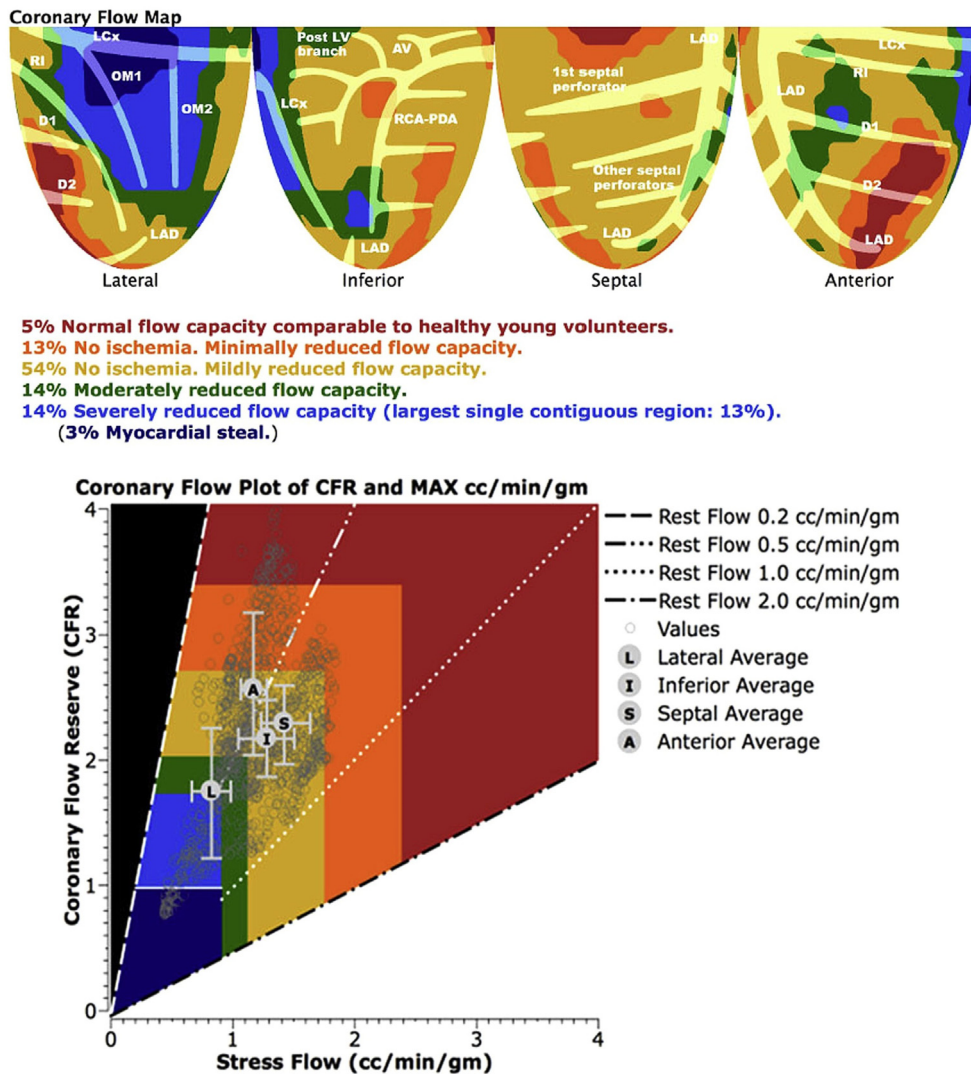 Coronary Flow Map
LCx
RI
OM1
OM2
D1
D2
LAD
Lateral
Post LV
branch
AV
LCx
RCA-PDA
LAD
Inferior
LAD
1st septal
perforator
Other septal
perforators
LAD
Septal
LCx
RI
LAD
D1
D2
LAD
Anterior
5% Normal flow capacity comparable to healthy young volunteers.
13% No ischemia. Minimally reduced flow capacity.
54% No ischemia. Mildly reduced flow capacity.
14% Moderately reduced flow capacity.
14% Severely reduced flow capacity (largest single contiguous region: 13%).
(3% Myocardial steal.)
Coronary Flow Plot of CFR and MAX cc/min/gm
Coronary Flow Reserve (CFR)
4
3
2
1
0
A
S
I
L
0 1 2 3 4
Stress Flow (cc/min/gm)
Rest Flow 0.2 cc/min/gm
Rest Flow 0.5 cc/min/gm
Rest Flow 1.0 cc/min/gm
Rest Flow 2.0 cc/min/gm
Values
L Lateral Average
I Inferior Average
S Septal Average
A Anterior Average